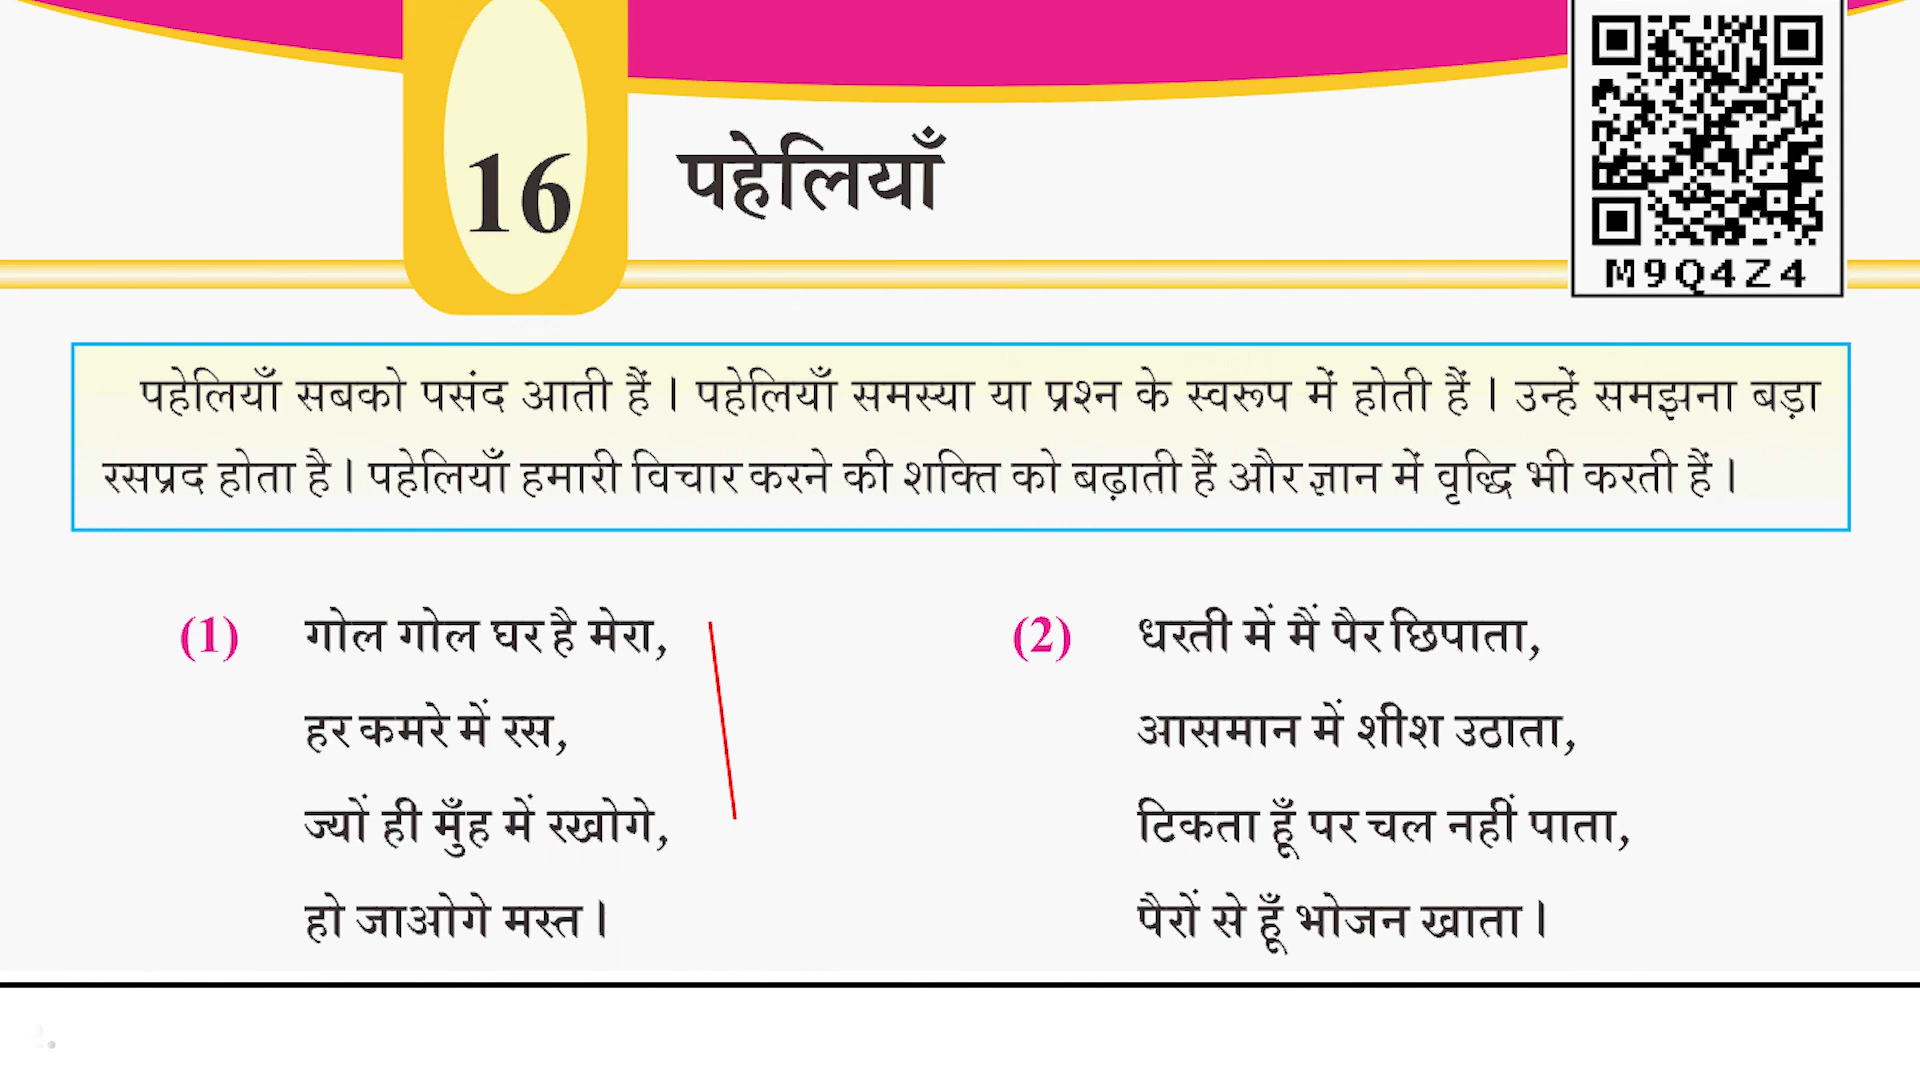 16
पहेलियाँ
M9Q4Z4
पहेलियाँ सबको पसंद आती हैं । पहेलियाँ समस्या या प्रश्न के स्वरूप में होती हैं । उन्हें समझना बड़ा
रसप्रद होता है । पहेलियाँ हमारी विचार करने की शक्ति को बढ़ाती हैं और ज्ञान में वृद्धि भी करती हैं ।
(1) गोल गोल घर है मेरा,
हर कमरे में रस,
ज्यों ही मुँह में रखोगे,
हो जाओगे मस्त ।
(2) धरती में मैं पैर छिपाता,
आसमान में शीश उठाता,
टिकता हूँ पर चल नहीं पाता,
पैरों से हूँ भोजन खाता ।